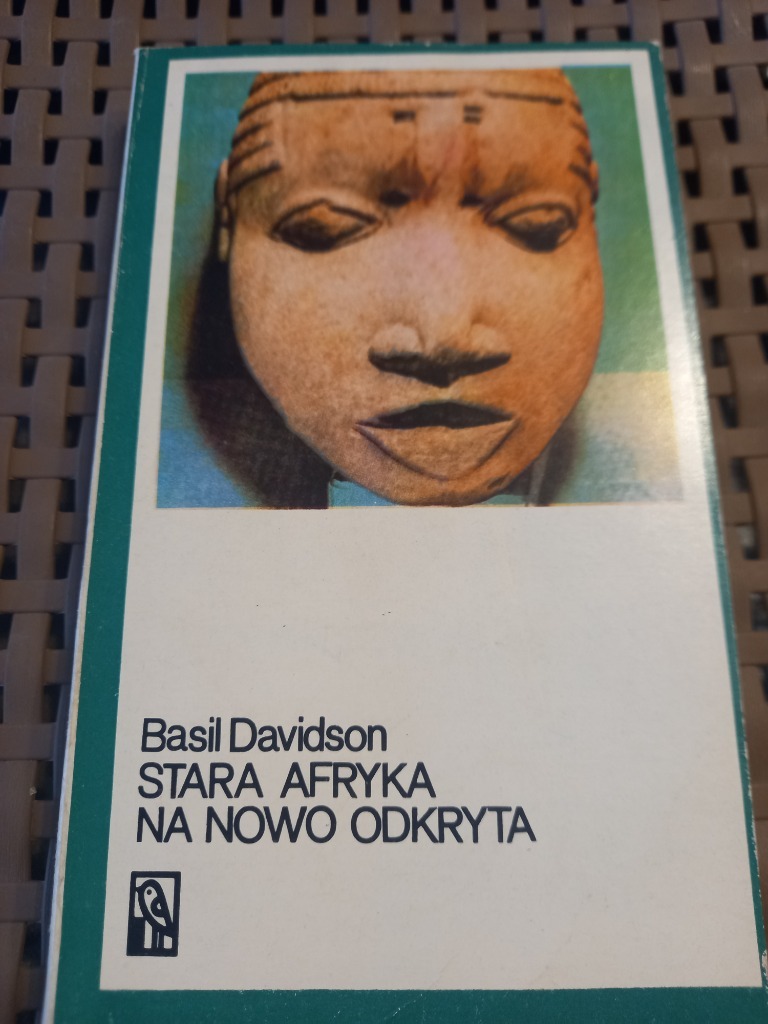 Basil Davidson
STARA AFRYKA
NA NOWO ODKRYTA